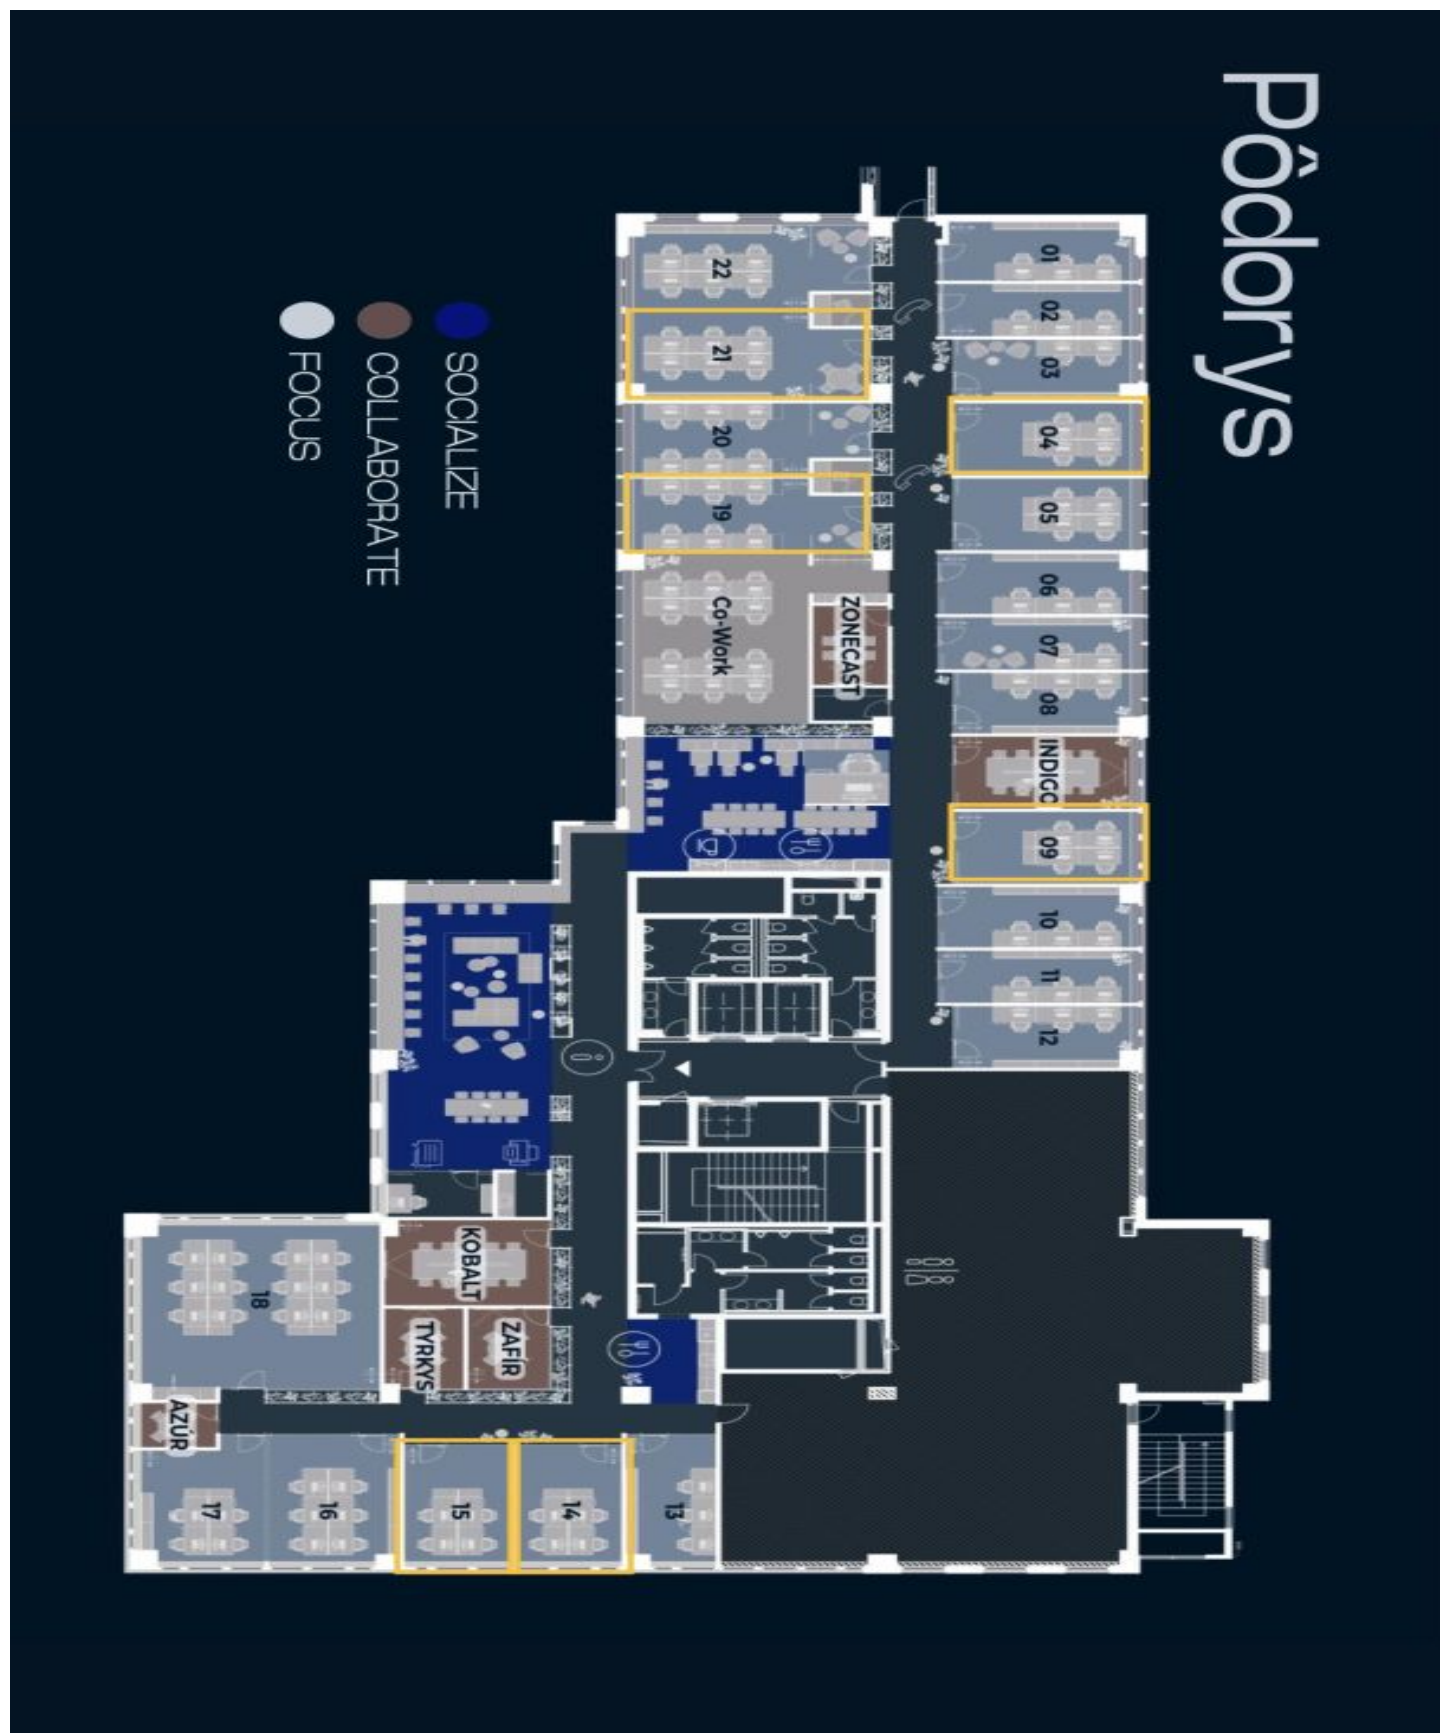 Pôdorys
01
02
03
04
05
06
07
08
INDIGO
09
10
11
12
22
21
20
19
Co-Work
ZONECAST
SOCIALIZE
COLLABORATE
FOCUS
KOBALT
ZAFÍR
TYRKYS
AZÚR
18
17
16
15
14
13